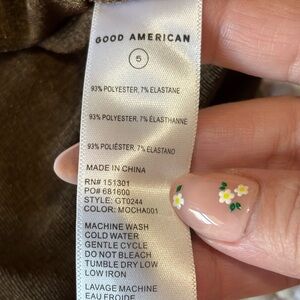 GOOD AMERICAN
5
93% POLYESTER, 7% ELASTANE
93% POLYESTER, 7% ÉLASTHANNE
93% POLIÉSTER, 7% ELASTANO
MADE IN CHINA
RN# 151301
PO# 681600
STYLE: GT0244
COLOR: MOCHA001
MACHINE WASH
COLD WATER
GENTLE CYCLE
DO NOT BLEACH
TUMBLE DRY LOW
LOW IRON
LAVAGE MACHINE
EAU FROIDE